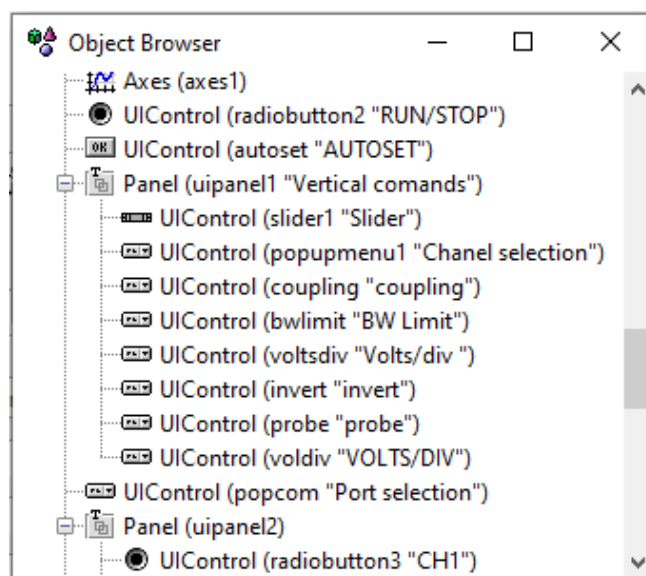 Object Browser
Axes (axes1)
UIControl (radiobutton2 "RUN/STOP")
UIControl (autoset "AUTOSET")
Panel (uipanel1 "Vertical comands")
UIControl (slider1 "Slider")
UIControl (popupmenu1 "Chanel selection")
UIControl (coupling "coupling")
UIControl (bwlimit "BW Limit")
UIControl (voltsdiv "Volts/div ")
UIControl (invert "invert")
UIControl (probe "probe")
UIControl (voldiv "VOLTS/DIV")
UIControl (popcom "Port selection")
Panel (uipanel2)
UIControl (radiobutton3 "CH1")